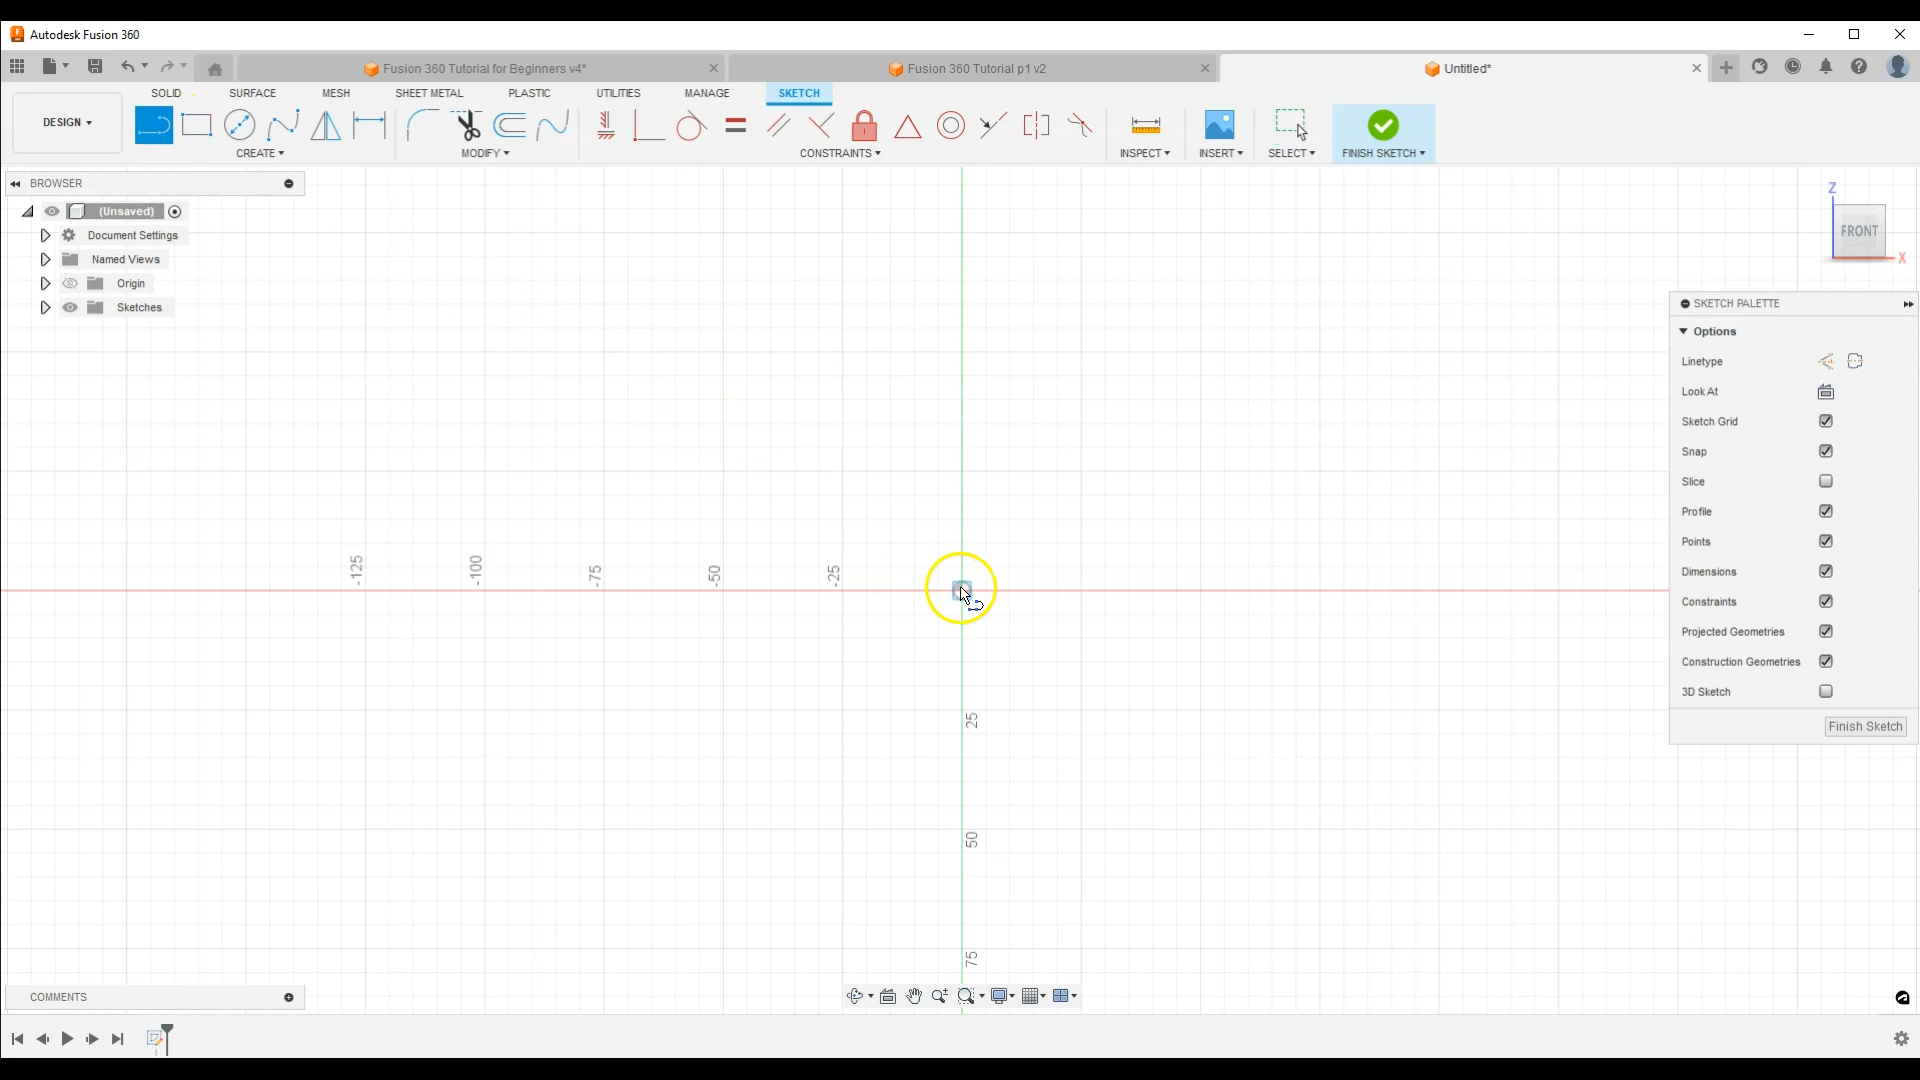 Autodesk Fusion 360
Fusion 360 Tutorial for Beginners v4*
Fusion 360 Tutorial p1 v2
Untitled*
SOLID SURFACE MESH SHEET METAL PLASTIC UTILITIES MANAGE SKETCH
DESIGN
CREATE MODIFY CONSTRAINTS INSPECT INSERT SELECT FINISH SKETCH
BROWSER
(Unsaved)
Document Settings
Named Views
Origin
Sketches
Z
FRONT
X
SKETCH PALETTE
Options
Linetype
Look At
Sketch Grid
Snap
Slice
Profile
Points
Dimensions
Constraints
Projected Geometries
Construction Geometries
3D Sketch
Finish Sketch
-125 -100 -75 -50 -25
25
50
75
COMMENTS